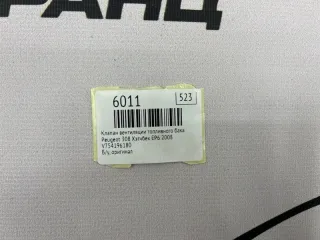 РАНЦ
6011
523
Клапан вентиляции топливного бака
Peugeot 308 Хэтчбек EP6 2008
V754196180
Б/у, оригинал